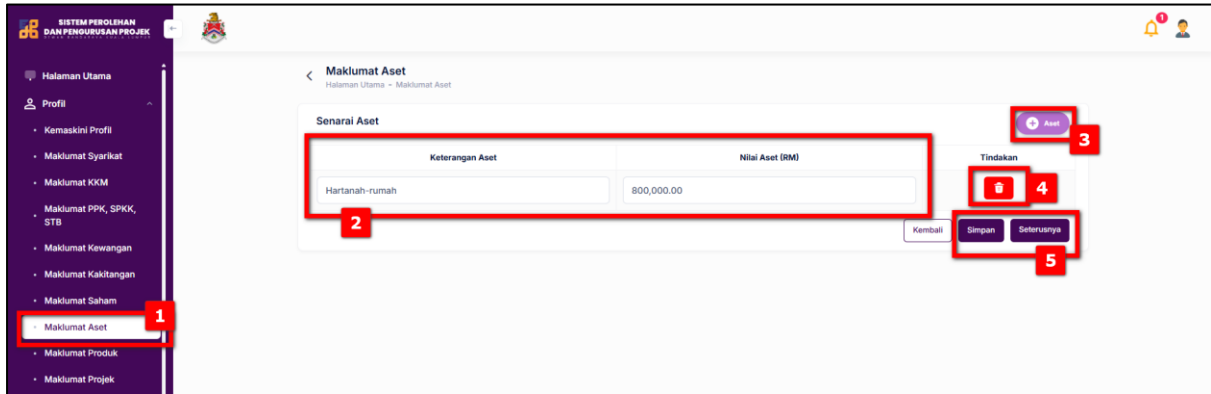 SISTEM PEROLEHAN
DAN PENGURUSAN PROJEK
1
Halaman Utama
Profil
Kemaskini Profil
Maklumat Syarikat
Maklumat KKM
Maklumat PPK, SPKK,
STB
Maklumat Kewangan
Maklumat Kakitangan
Maklumat Saham
1
Maklumat Aset
Maklumat Produk
Maklumat Projek
Maklumat Aset
Halaman Utama - Maklumat Aset
Senarai Aset
Aset
3
Keterangan Aset Nilai Aset (RM) Tindakan
Hartanah-rumah 800,000.00
4
2
Kembali Simpan Seterusnya
5